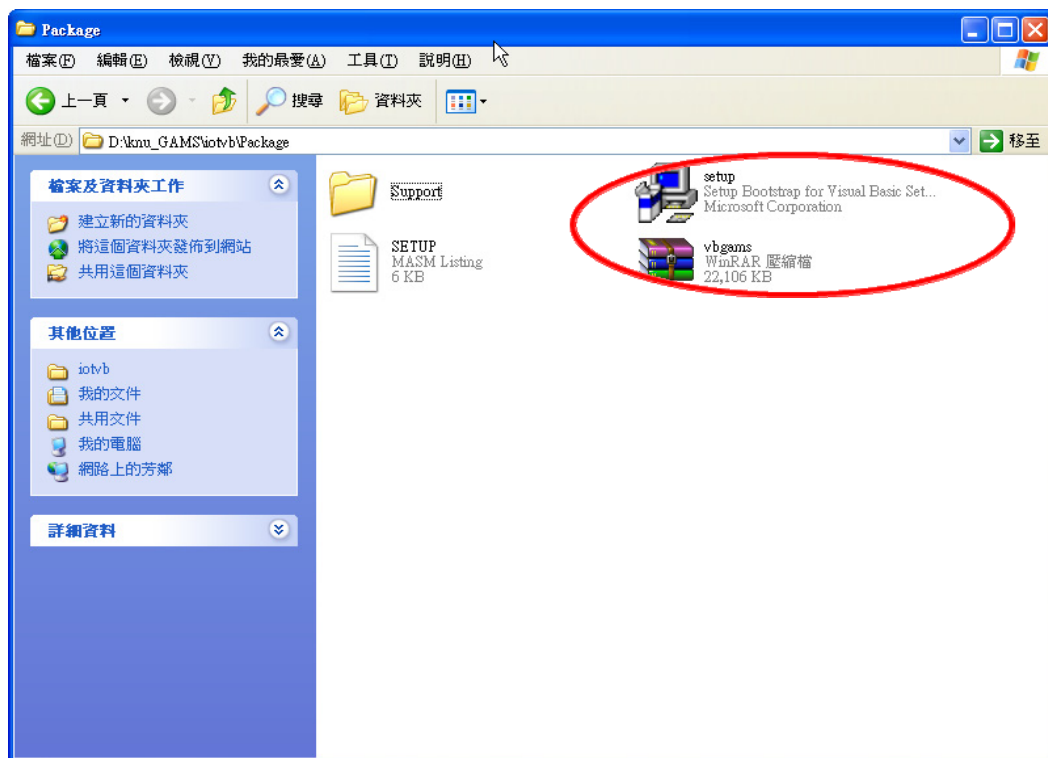 Package
檔案(F) 編輯(E) 檢視(V) 我的最愛(A) 工具(T) 說明(H)
上一頁 搜尋 資料夾
網址(D) D:\knu_GAMS\iotvb\Package 移至
檔案及資料夾工作
建立新的資料夾
將這個資料夾發佈到網站
共用這個資料夾
其他位置
iotvb
我的文件
共用文件
我的電腦
網路上的芳鄰
詳細資料
Support
setup
Setup Bootstrap for Visual Basic Set...
Microsoft Corporation
SETUP
MASM Listing
6 KB
vbgams
WinRAR 壓縮檔
22,106 KB